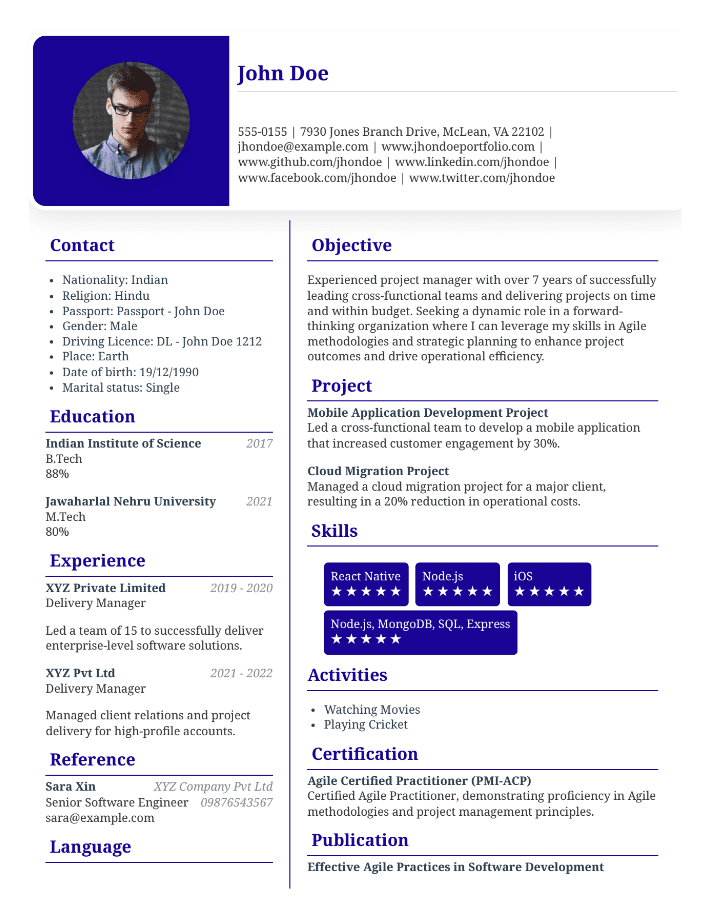 John Doe
555-0155 | 7930 Jones Branch Drive, McLean, VA 22102 |
jhondoe@example.com | www.jhondoeportfolio.com |
www.github.com/jhondoe | www.linkedin.com/jhondoe |
www.facebook.com/jhondoe | www.twitter.com/jhondoe
Contact
• Nationality: Indian
• Religion: Hindu
• Passport: Passport - John Doe
• Gender: Male
• Driving Licence: DL - John Doe 1212
• Place: Earth
• Date of birth: 19/12/1990
• Marital status: Single
Education
Indian Institute of Science 2017
B.Tech
88%
Jawaharlal Nehru University 2021
M.Tech
80%
Experience
XYZ Private Limited 2019 - 2020
Delivery Manager
Led a team of 15 to successfully deliver
enterprise-level software solutions.
XYZ Pvt Ltd 2021 - 2022
Delivery Manager
Managed client relations and project
delivery for high-profile accounts.
Reference
Sara Xin XYZ Company Pvt Ltd
Senior Software Engineer 09876543567
sara@example.com
Language
Objective
Experienced project manager with over 7 years of successfully
leading cross-functional teams and delivering projects on time
and within budget. Seeking a dynamic role in a forward-
thinking organization where I can leverage my skills in Agile
methodologies and strategic planning to enhance project
outcomes and drive operational efficiency.
Project
Mobile Application Development Project
Led a cross-functional team to develop a mobile application
that increased customer engagement by 30%.
Cloud Migration Project
Managed a cloud migration project for a major client,
resulting in a 20% reduction in operational costs.
Skills
React Native Node.js iOS
★★★★★ ★★★★★ ★★★★★
Node.js, MongoDB, SQL, Express
★★★★★
Activities
• Watching Movies
• Playing Cricket
Certification
Agile Certified Practitioner (PMI-ACP)
Certified Agile Practitioner, demonstrating proficiency in Agile
methodologies and project management principles.
Publication
Effective Agile Practices in Software Development